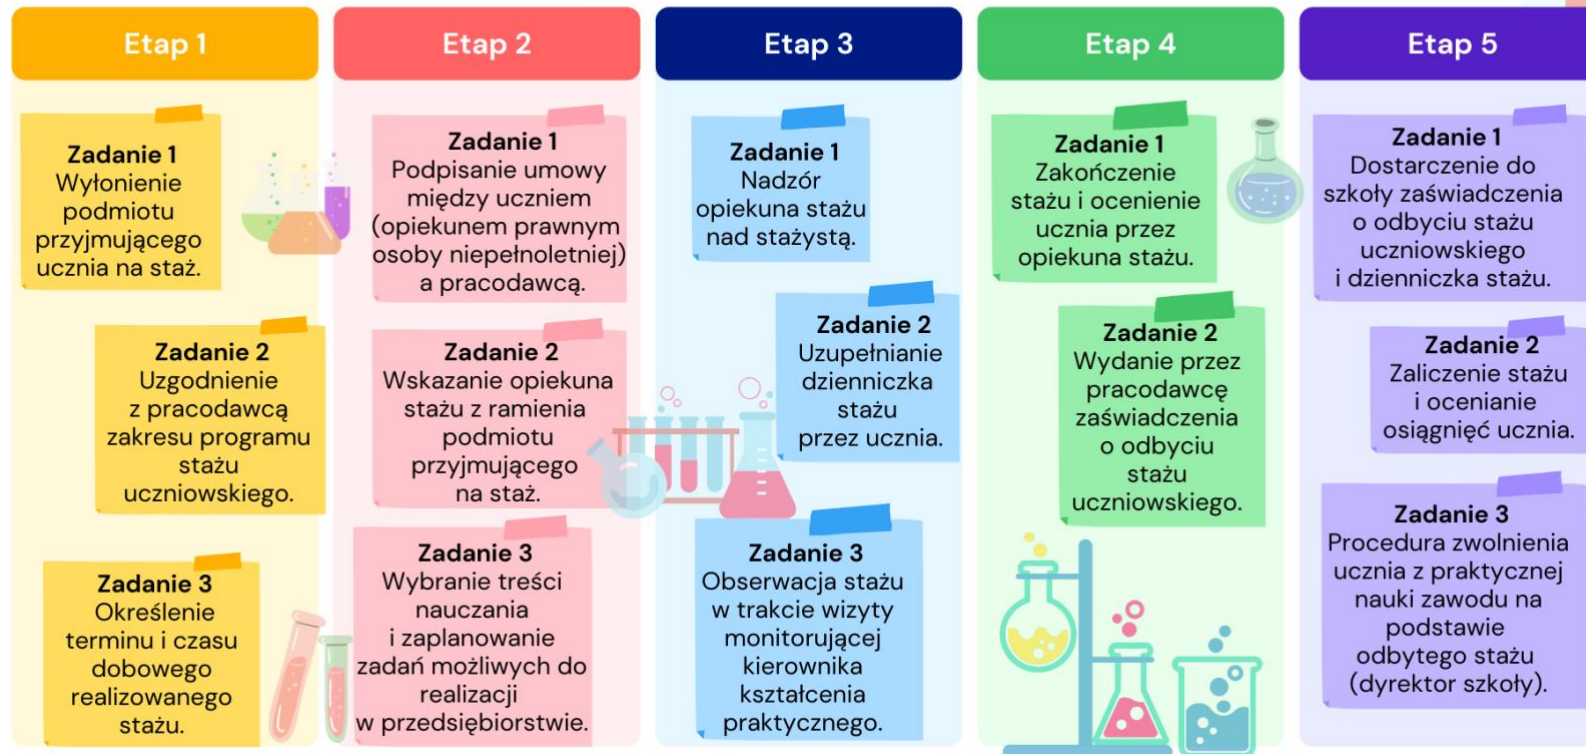 Etap 1
Zadanie 1
Wyłonienie
podmiotu
przyjmującego
ucznia na staż.
Zadanie 2
Uzgodnienie
z pracodawcą
zakresu programu
stażu
uczniowskiego.
Zadanie 3
Określenie
terminu i czasu
dobowego
realizowanego
stażu.
Etap 2
Zadanie 1
Podpisanie umowy
między uczniem
(opiekunem prawnym
osoby niepełnoletniej)
a pracodawcą.
Zadanie 2
Wskazanie opiekuna
stażu z ramienia
podmiotu
przyjmującego
na staż.
Zadanie 3
Wybranie treści
nauczania
i zaplanowanie
zadań możliwych do
realizacji
w przedsiębiorstwie.
Etap 3
Zadanie 1
Nadzór
opiekuna stażu
nad stażystą.
Zadanie 2
Uzupełnianie
dzienniczka
stażu
przez ucznia.
Zadanie 3
Obserwacja stażu
w trakcie wizyty
monitorującej
kierownika
kształcenia
praktycznego.
Etap 4
Zadanie 1
Zakończenie
stażu i ocenienie
ucznia przez
opiekuna stażu.
Zadanie 2
Wydanie przez
pracodawcę
zaświadczenia
o odbyciu
stażu
uczniowskiego.
Etap 5
Zadanie 1
Dostarczenie do
szkoły zaświadczenia
o odbyciu stażu
uczniowskiego
i dzienniczka stażu.
Zadanie 2
Zaliczenie stażu
i ocenianie
osiągnięć ucznia.
Zadanie 3
Procedura zwolnienia
ucznia z praktycznej
nauki zawodu na
podstawie
odbytego stażu
(dyrektor szkoły).